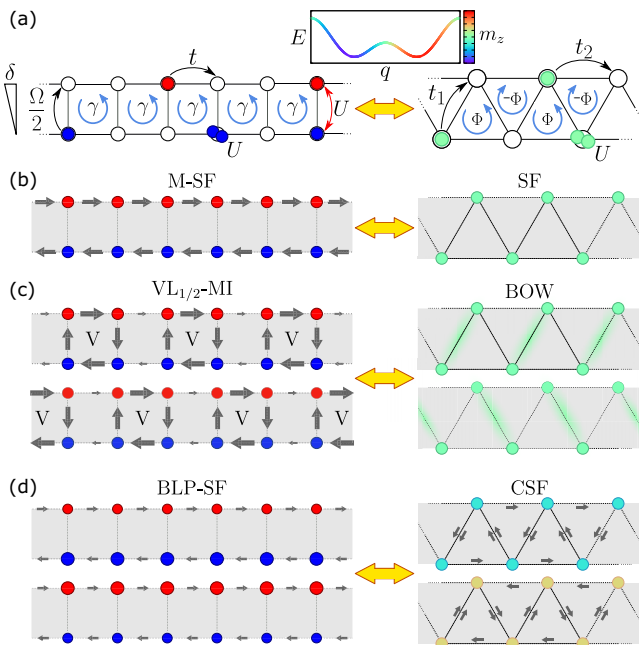 (a)
E
q
m_z
δ
Ω/2
t
γ γ γ γ γ
U
U
t_1
t_2
Φ -Φ Φ -Φ
U
(b)
M-SF
SF
(c)
VL_{1/2}-MI
BOW
V V V
V V V V
(d)
BLP-SF
CSF